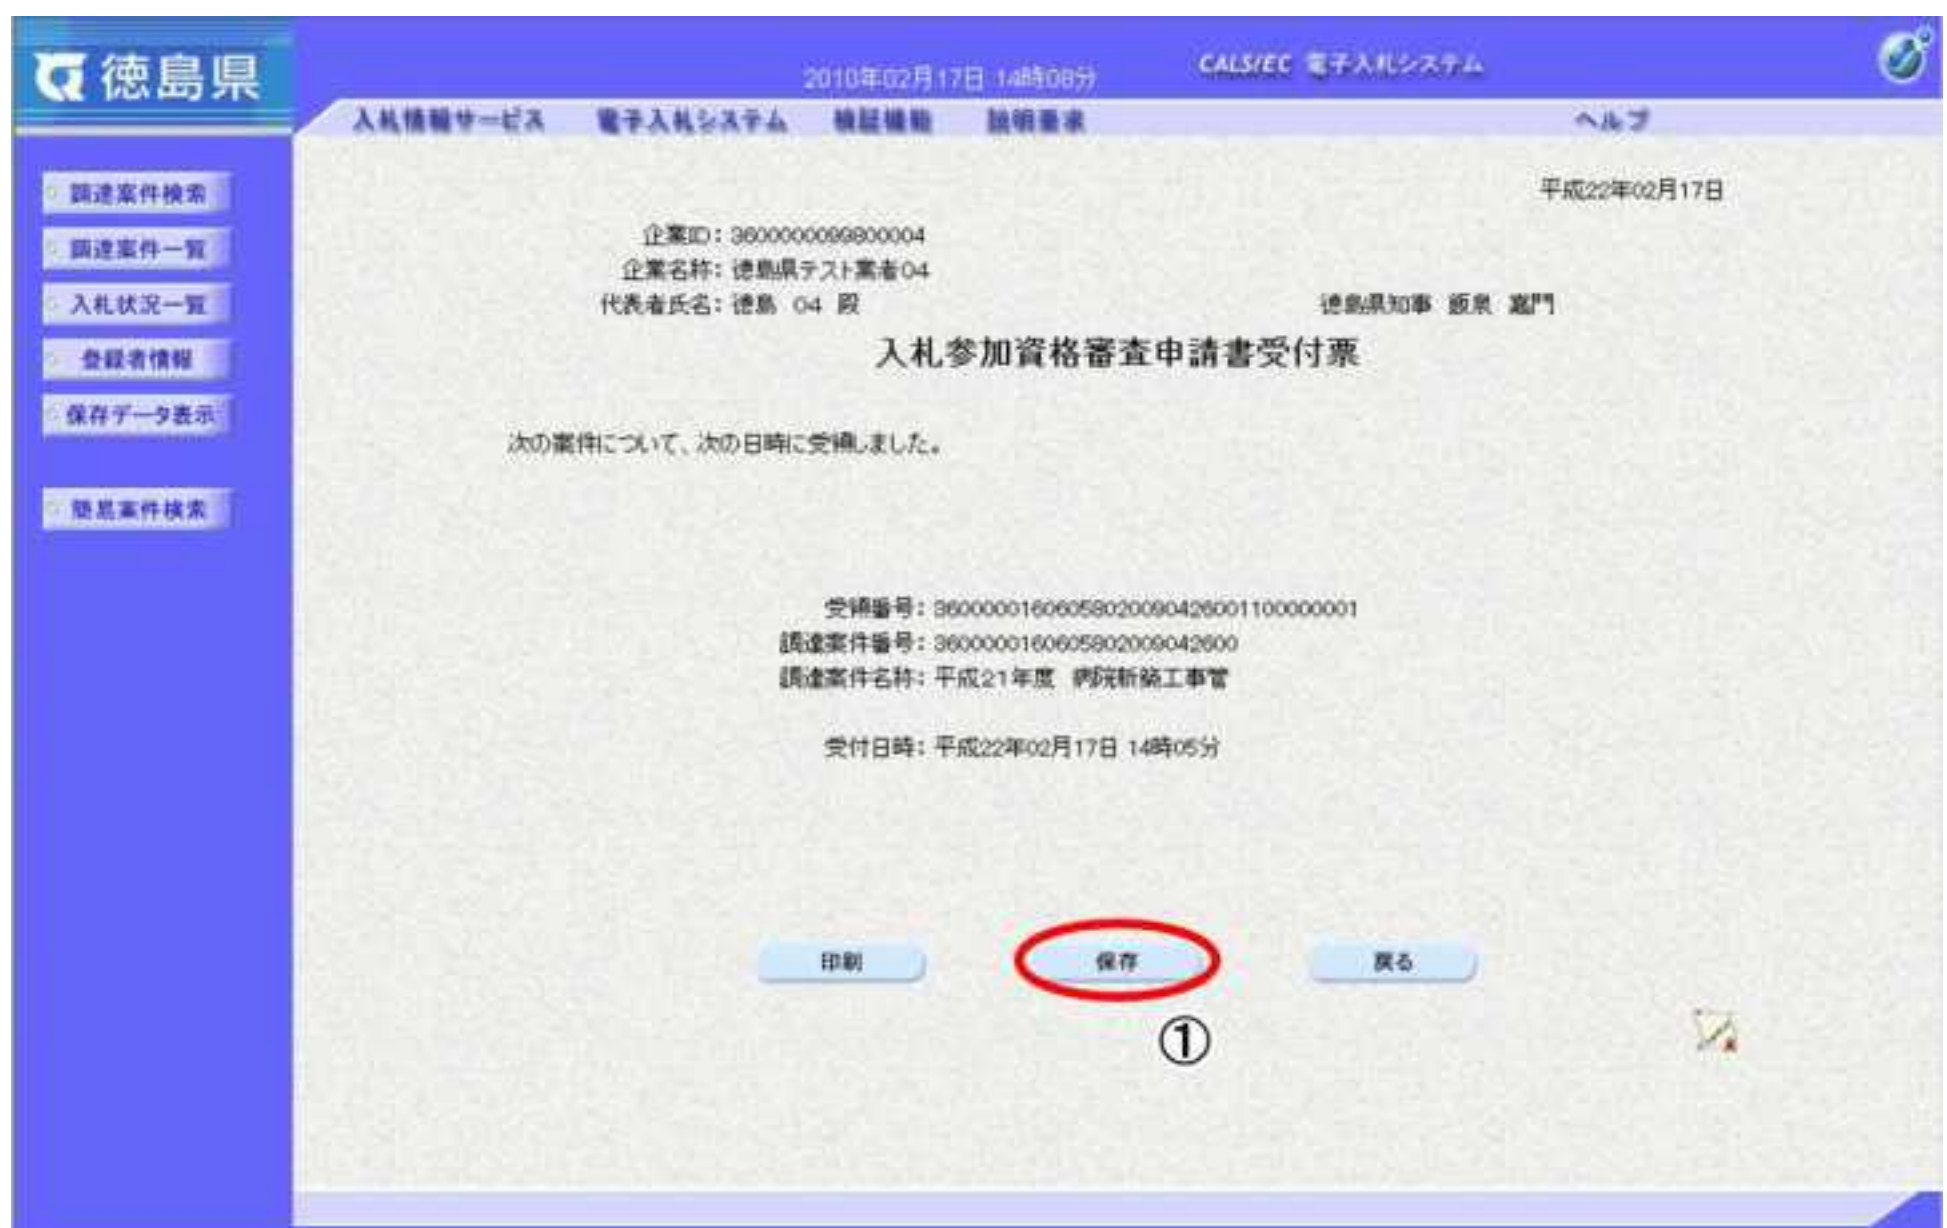 徳島県
2010年02月17日 14時08分
CALS/EC 電子入札システム
入札情報サービス 電子入札システム 検証機能 説明要求 ヘルプ
調達案件検索
調達案件一覧
入札状況一覧
登録者情報
保存データ表示
簡易案件検索
平成22年02月17日
企業ID：3600000099800004
企業名称：徳島県テスト業者04
代表者氏名：徳島 04 殿
徳島県知事 飯泉 嘉門
入札参加資格審査申請書受付票
次の案件について、次の日時に受領しました。
受領番号：36000001606058020090426001100000001
調達案件番号：3600000160605802009042600
調達案件名称：平成21年度 病院新築工事管
受付日時：平成22年02月17日 14時05分
印刷 保存 戻る
①